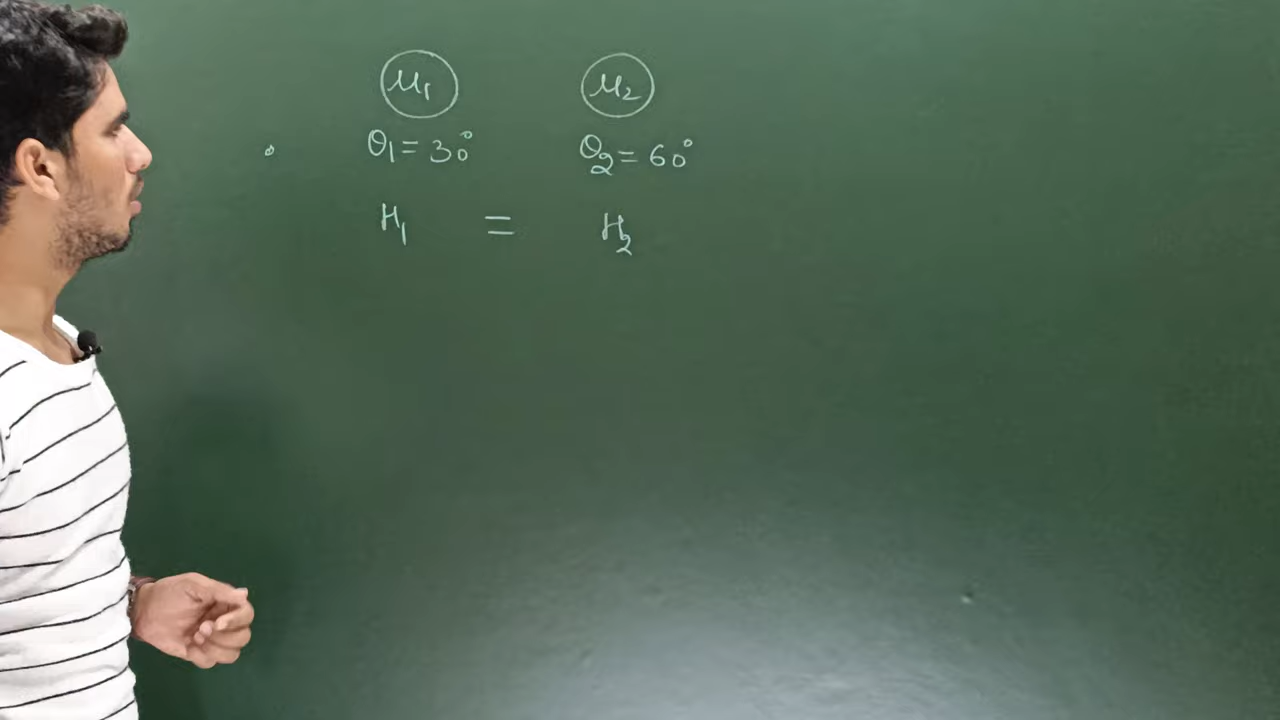 μ₁ μ₂
θ₁ = 30° θ₂ = 60°
H₁ = H₂